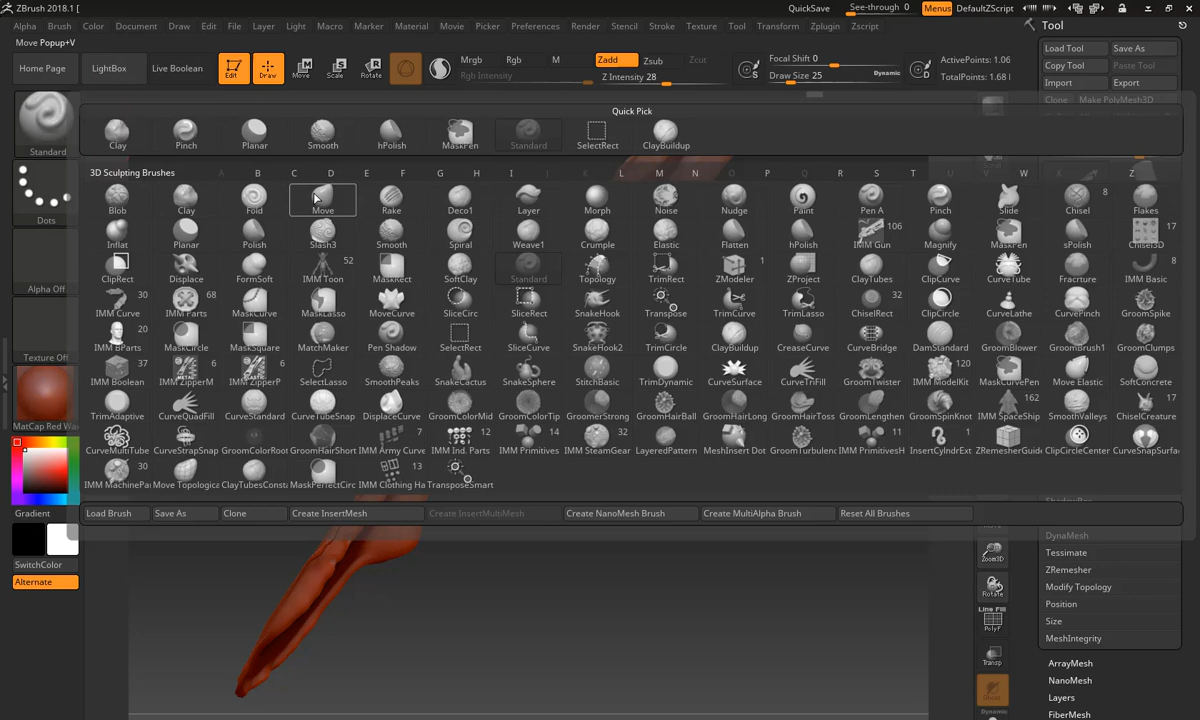 ZBrush 2018.1 [
QuickSave See-through 0 Menus DefaultZScript
Alpha Brush Color Document Draw Edit File Layer Light Macro Marker Material Movie Picker Preferences Render Stencil Stroke Texture Tool Transform Zplugin Zscript
Move Popup+V
Home Page LightBox Live Boolean Edit Draw Move Scale Rotate Mrgb Rgb M Zadd Zsub Zcut Focal Shift 0 ActivePoints: 1.06
Rgb Intensity Z Intensity 28 Draw Size 25 Dynamic TotalPoints: 1.68
Tool
Load Tool Save As
Copy Tool Paste Tool
Import Export
Clone Make PolyMesh3D
Quick Pick
Clay Pinch Planar Smooth hPolish MaskPen Standard SelectRect ClayBuildup
3D Sculpting Brushes A B C D E F G H I J K L M N O P Q R S T U V W X Y Z
Blob Clay Fold Move Rake Deco1 Layer Morph Noise Nudge Paint Pen A Pinch Slide Chisel 8 Flakes
Inflat Planar Polish Slash3 Smooth Spiral Weave1 Crumple Elastic Flatten hPolish IMM Gun 106 Magnify MaskPen sPolish Chisel3D 17
ClipRect Displace FormSoft IMM Toon 52 MaskRect SoftClay Standard Topology TrimRect ZModeler 1 ZProject ClayTubes ClipCurve CurveTube Fracture IMM Basic 8
IMM Curve 30 IMM Parts 68 MaskCurve MaskLasso MoveCurve SliceCirc SliceRect SnakeHook Transpose TrimCurve TrimLasso ChiselRect 32 ClipCircle CurveLathe CurvePinch GroomSpike
IMM BParts 20 MaskCircle MaskSquare MatchMaker Pen Shadow SelectRect SliceCurve SnakeHook2 TrimCircle ClayBuildup CreaseCurve CurveBridge DamStandard GroomBlower GroomBrush1 GroomClumps
IMM Boolean 37 IMM ZipperM 6 IMM ZipperP 6 SelectLasso SmoothPeaks SnakeCactus SnakeSphere StitchBasic TrimDynamic CurveSurface CurveTriFill GroomTwister IMM ModelKit 120 MaskCurvePen Move Elastic SoftConcrete
TrimAdaptive CurveQuadFill CurveStandard CurveTubeSnap DisplaceCurve GroomColorMid GroomColorTip GroomerStrong GroomHairBall GroomHairLong GroomHairToss GroomLengthen GroomSpinKnot IMM SpaceShip 162 SmoothValleys ChiselCreature 17
CurveMultiTube CurveStrapSnap GroomColorRoot GroomHairShort IMM Army Curve 7 IMM Ind. Parts 12 IMM Primitives 14 IMM SteamGear 32 LayeredPattern MeshInsert Dot GroomTurbulenc IMM PrimitivesH 11 InsertCylndrExt 1 ZRemesherGuide ClipCircleCenter CurveSnapSurfa
IMM MachinePar 30 Move Topologica ClayTubesConstu MaskPerfectCirc IMM Clothing Ha 13 TransposeSmart
Load Brush Save As Clone Create InsertMesh Create InsertMultiMesh Create NanoMesh Brush Create MultiAlpha Brush Reset All Brushes
Standard
Dots
Alpha Off
Texture Off
MatCap Red Wa
Gradient
SwitchColor
Alternate
Zoom3D
Rotate
Line Fill
PolyF
Transp
Ghost
Dynamic
DynaMesh
Tessimate
ZRemesher
Modify Topology
Position
Size
MeshIntegrity
ArrayMesh
NanoMesh
Layers
FiberMesh